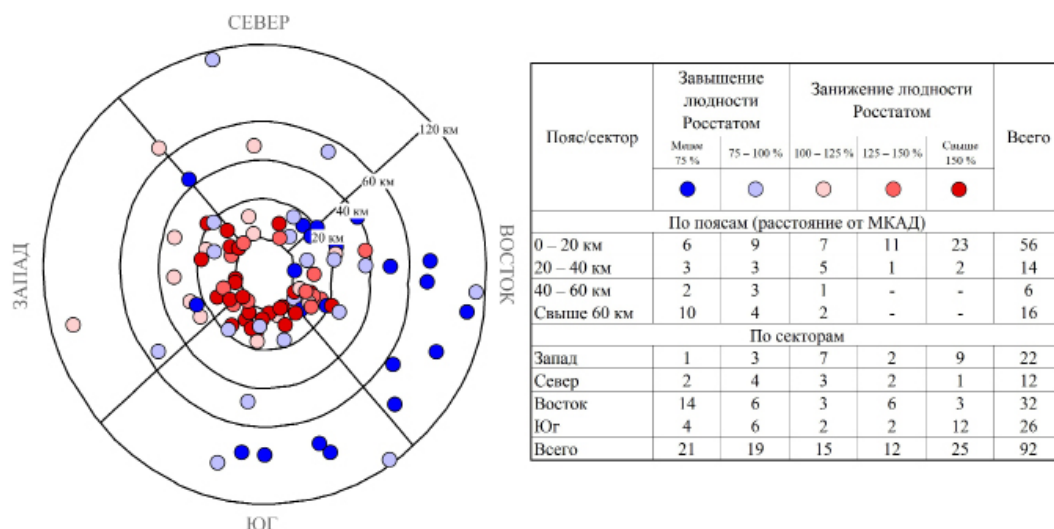 СЕВЕР
120 км
60 км
40 км
20 км
ЗАПАД
ВОСТОК
ЮГ
Пояс/сектор
Завышение людности Росстатом
Занижение людности Росстатом
Всего
Менее 75 %
75 – 100 %
100 – 125 %
125 – 150 %
Свыше 150 %
По поясам (расстояние от МКАД)
0 – 20 км 6 9 7 11 23 56
20 – 40 км 3 3 5 1 2 14
40 – 60 км 2 3 1 - - 6
Свыше 60 км 10 4 2 - - 16
По секторам
Запад 1 3 7 2 9 22
Север 2 4 3 2 1 12
Восток 14 6 3 6 3 32
Юг 4 6 2 2 12 26
Всего 21 19 15 12 25 92